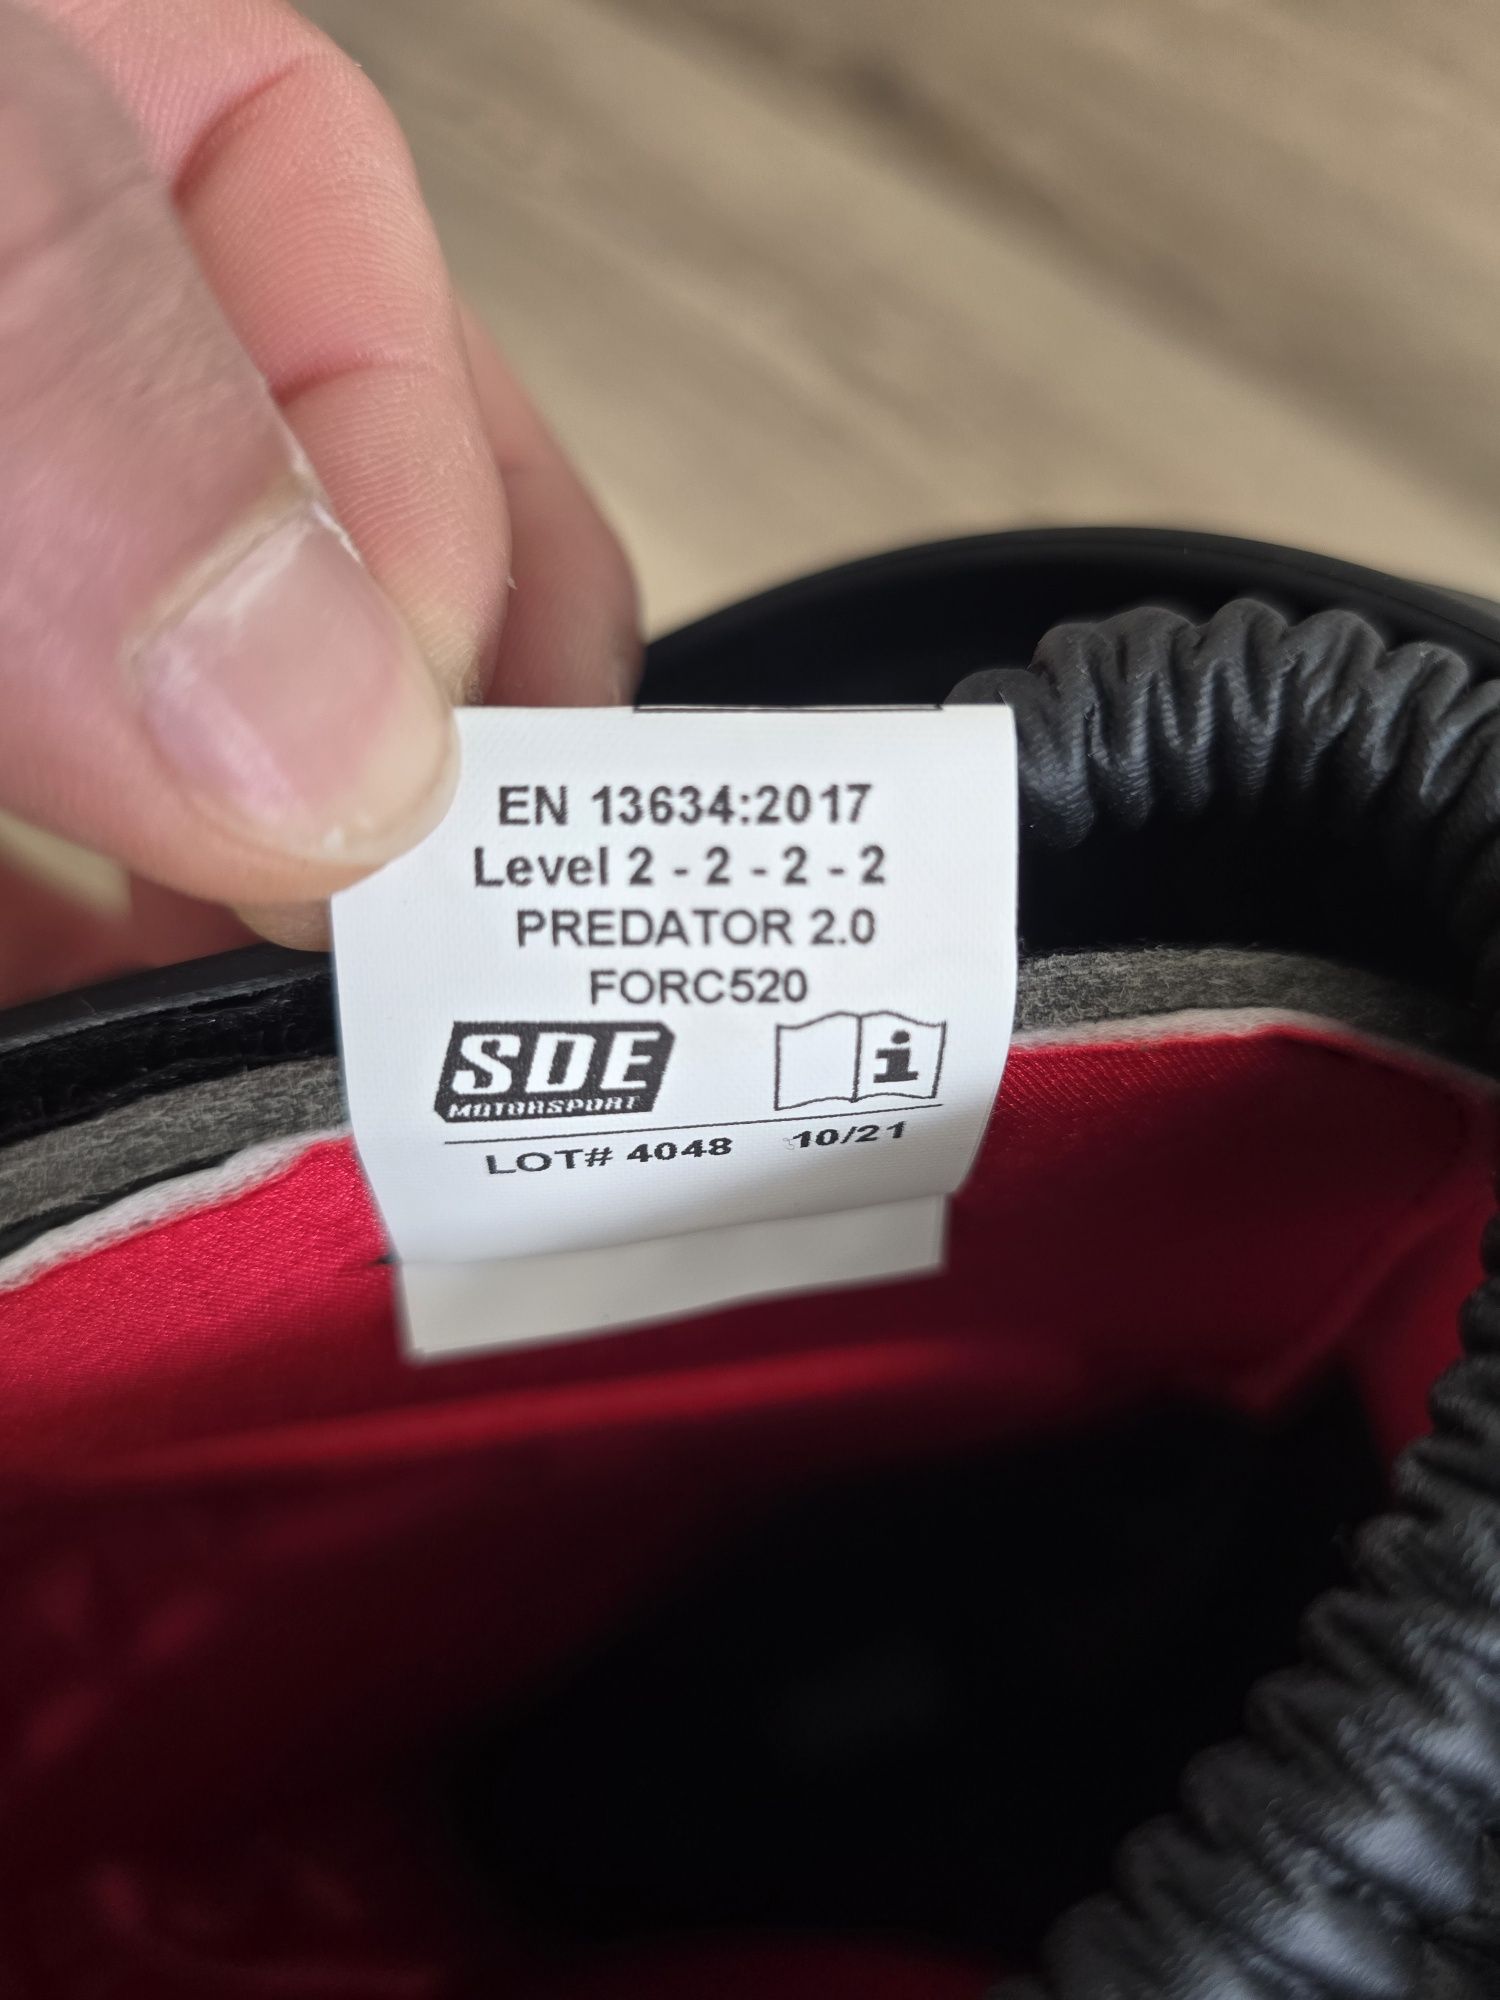 EN 13634:2017
Level 2 - 2 - 2 - 2
PREDATOR 2.0
FORC520
SDE
MOTORSPORT
i
LOT# 4048 10/21